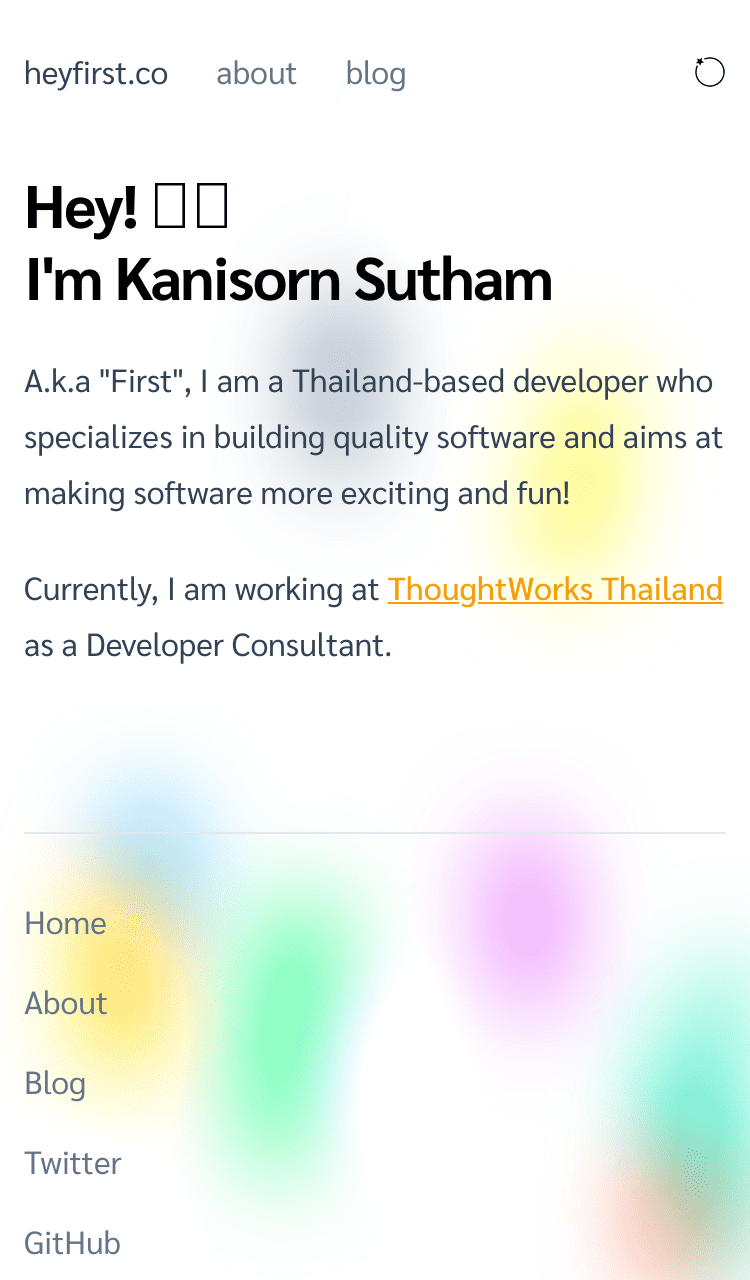 heyfirst.co about blog
Hey!
I'm Kanisorn Sutham
A.k.a "First", I am a Thailand-based developer who
specializes in building quality software and aims at
making software more exciting and fun!
Currently, I am working at ThoughtWorks Thailand
as a Developer Consultant.
Home
About
Blog
Twitter
GitHub